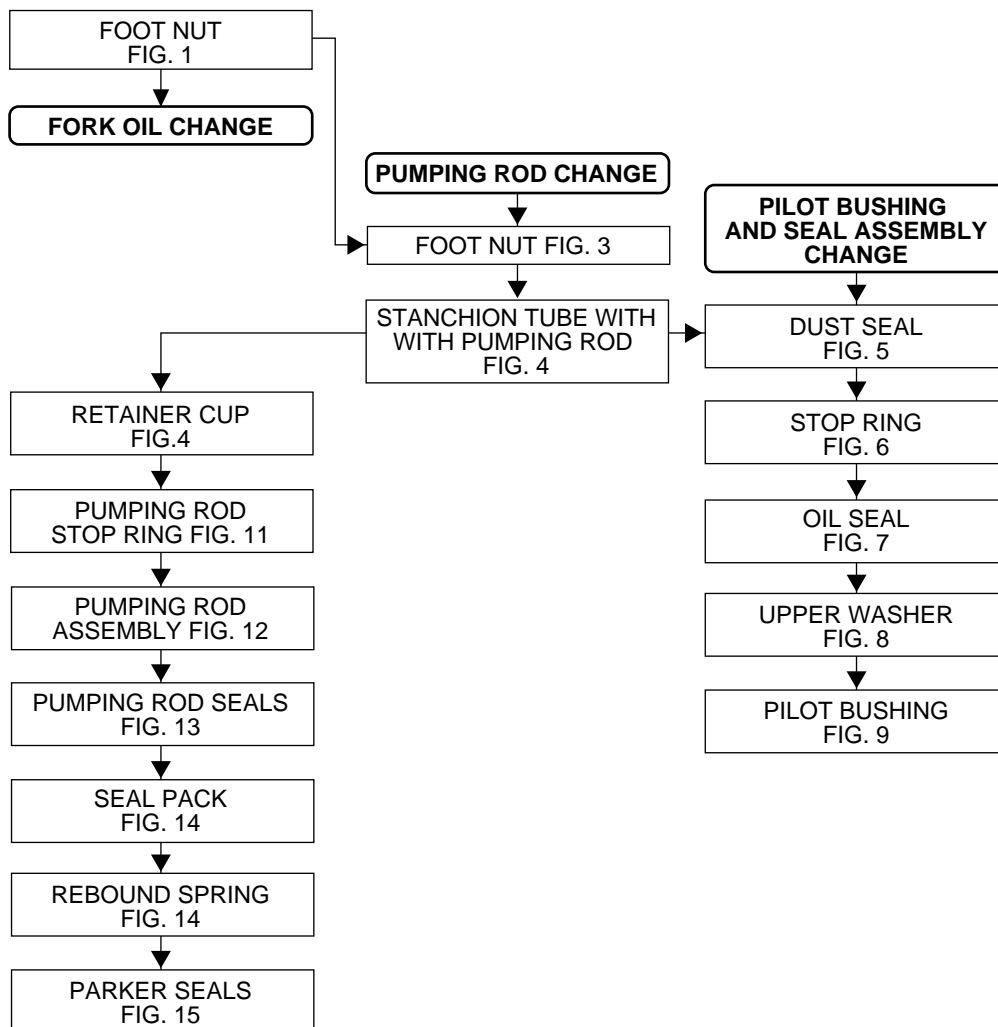 FOOT NUT
FIG. 1
FORK OIL CHANGE
PUMPING ROD CHANGE
FOOT NUT FIG. 3
STANCHION TUBE WITH
WITH PUMPING ROD
FIG. 4
RETAINER CUP
FIG.4
PUMPING ROD
STOP RING FIG. 11
PUMPING ROD
ASSEMBLY FIG. 12
PUMPING ROD SEALS
FIG. 13
SEAL PACK
FIG. 14
REBOUND SPRING
FIG. 14
PARKER SEALS
FIG. 15
PILOT BUSHING
AND SEAL ASSEMBLY
CHANGE
DUST SEAL
FIG. 5
STOP RING
FIG. 6
OIL SEAL
FIG. 7
UPPER WASHER
FIG. 8
PILOT BUSHING
FIG. 9